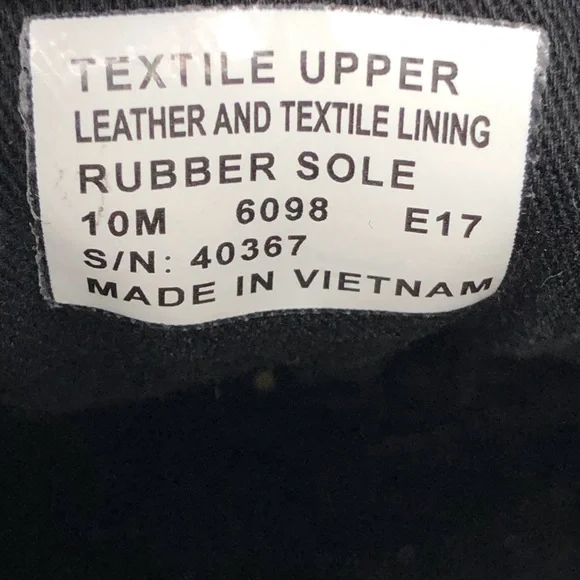 TEXTILE UPPER
LEATHER AND TEXTILE LINING
RUBBER SOLE
10M 6098 E17
S/N: 40367
MADE IN VIETNAM